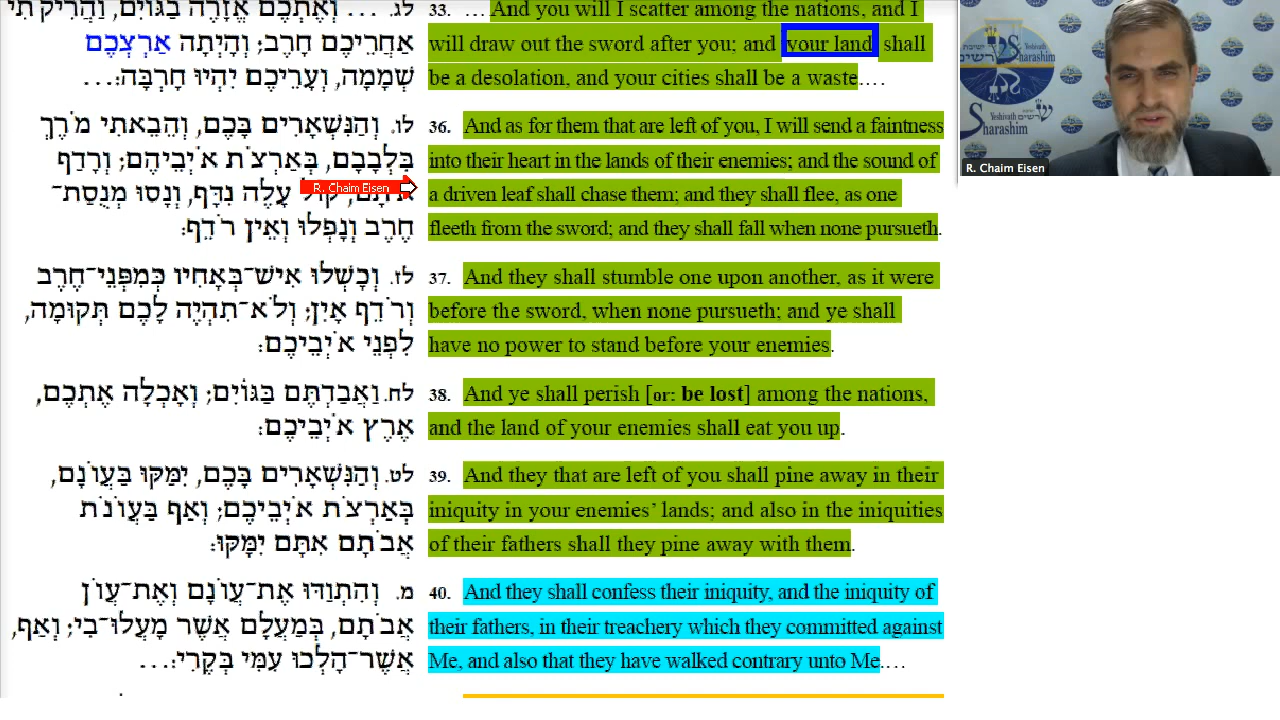 לג. ... וְאֶתְכֶם אֱזָרֶה בַגּוֹיִם, וַהֲרִיקֹתִי
אַחֲרֵיכֶם חָרֶב; וְהָיְתָה אַרְצְכֶם
שְׁמָמָה, וְעָרֵיכֶם יִהְיוּ חָרְבָּה:...
לו. וְהַנִּשְׁאָרִים בָּכֶם, וְהֵבֵאתִי מֹרֶךְ
בִּלְבָבָם, בְּאַרְצֹת אֹיְבֵיהֶם; וְרָדַף
אֹתָם, קוֹל עָלֶה נִדָּף, וְנָסוּ מְנֻסַת־
חֶרֶב וְנָפְלוּ וְאֵין רֹדֵף:
לז. וְכָשְׁלוּ אִישׁ־בְּאָחִיו כְּמִפְּנֵי־חֶרֶב
וְרֹדֵף אָיִן; וְלֹא־תִהְיֶה לָכֶם תְּקוּמָה,
לִפְנֵי אֹיְבֵיכֶם:
לח. וַאֲבַדְתֶּם בַּגּוֹיִם; וְאָכְלָה אֶתְכֶם,
אֶרֶץ אֹיְבֵיכֶם:
לט. וְהַנִּשְׁאָרִים בָּכֶם, יִמַּקּוּ בַּעֲוֹנָם,
בְּאַרְצֹת אֹיְבֵיכֶם; וְאַף בַּעֲוֹנֹת
אֲבֹתָם אִתָּם יִמָּקּוּ:
מ. וְהִתְוַדּוּ אֶת־עֲוֹנָם וְאֶת־עֲוֹן
אֲבֹתָם, בְּמַעֲלָם אֲשֶׁר מָעֲלוּ־בִי; וְאַף,
אֲשֶׁר־הָלְכוּ עִמִּי בְּקֶרִי:...
33. … And you will I scatter among the nations, and I
will draw out the sword after you: and your land shall
be a desolation, and your cities shall be a waste….
36. And as for them that are left of you, I will send a faintness
into their heart in the lands of their enemies; and the sound of
a driven leaf shall chase them; and they shall flee, as one
fleeth from the sword; and they shall fall when none pursueth.
37. And they shall stumble one upon another, as it were
before the sword, when none pursueth; and ye shall
have no power to stand before your enemies.
38. And ye shall perish [or: be lost] among the nations,
and the land of your enemies shall eat you up.
39. And they that are left of you shall pine away in their
iniquity in your enemies’ lands; and also in the iniquities
of their fathers shall they pine away with them.
40. And they shall confess their iniquity, and the iniquity of
their fathers, in their treachery which they committed against
Me, and also that they have walked contrary unto Me….
R. Chaim Eisen
Yeshivath
Sharashim
Yeshivath
Sharashim
R. Chaim Eisen